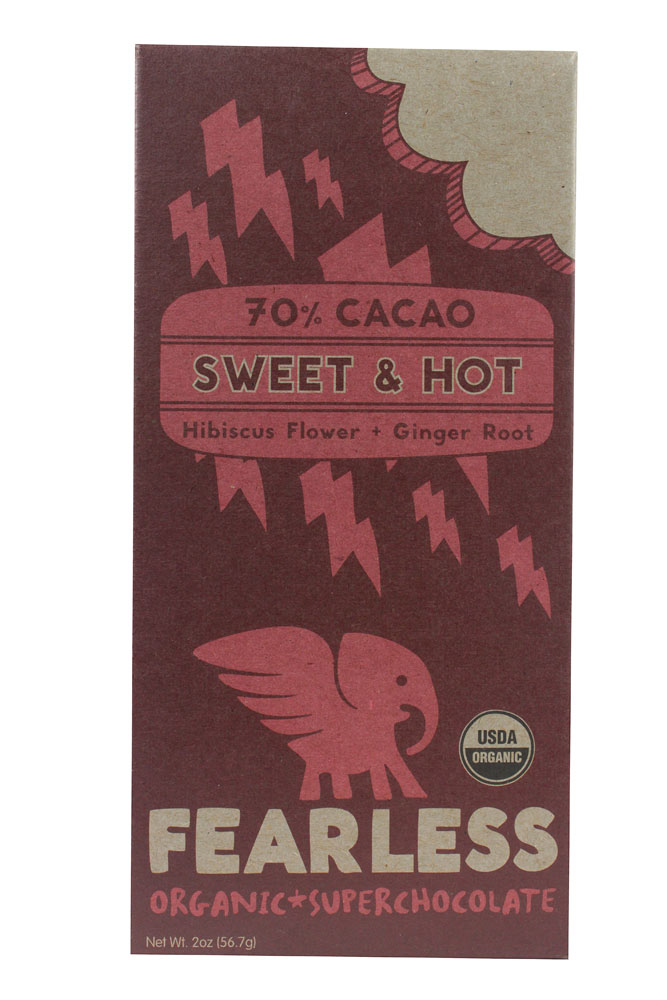 70% CACAO
SWEET & HOT
Hibiscus Flower + Ginger Root
USDA
ORGANIC
FEARLESS
ORGANIC★SUPERCHOCOLATE
Net Wt. 2oz (56.7g)